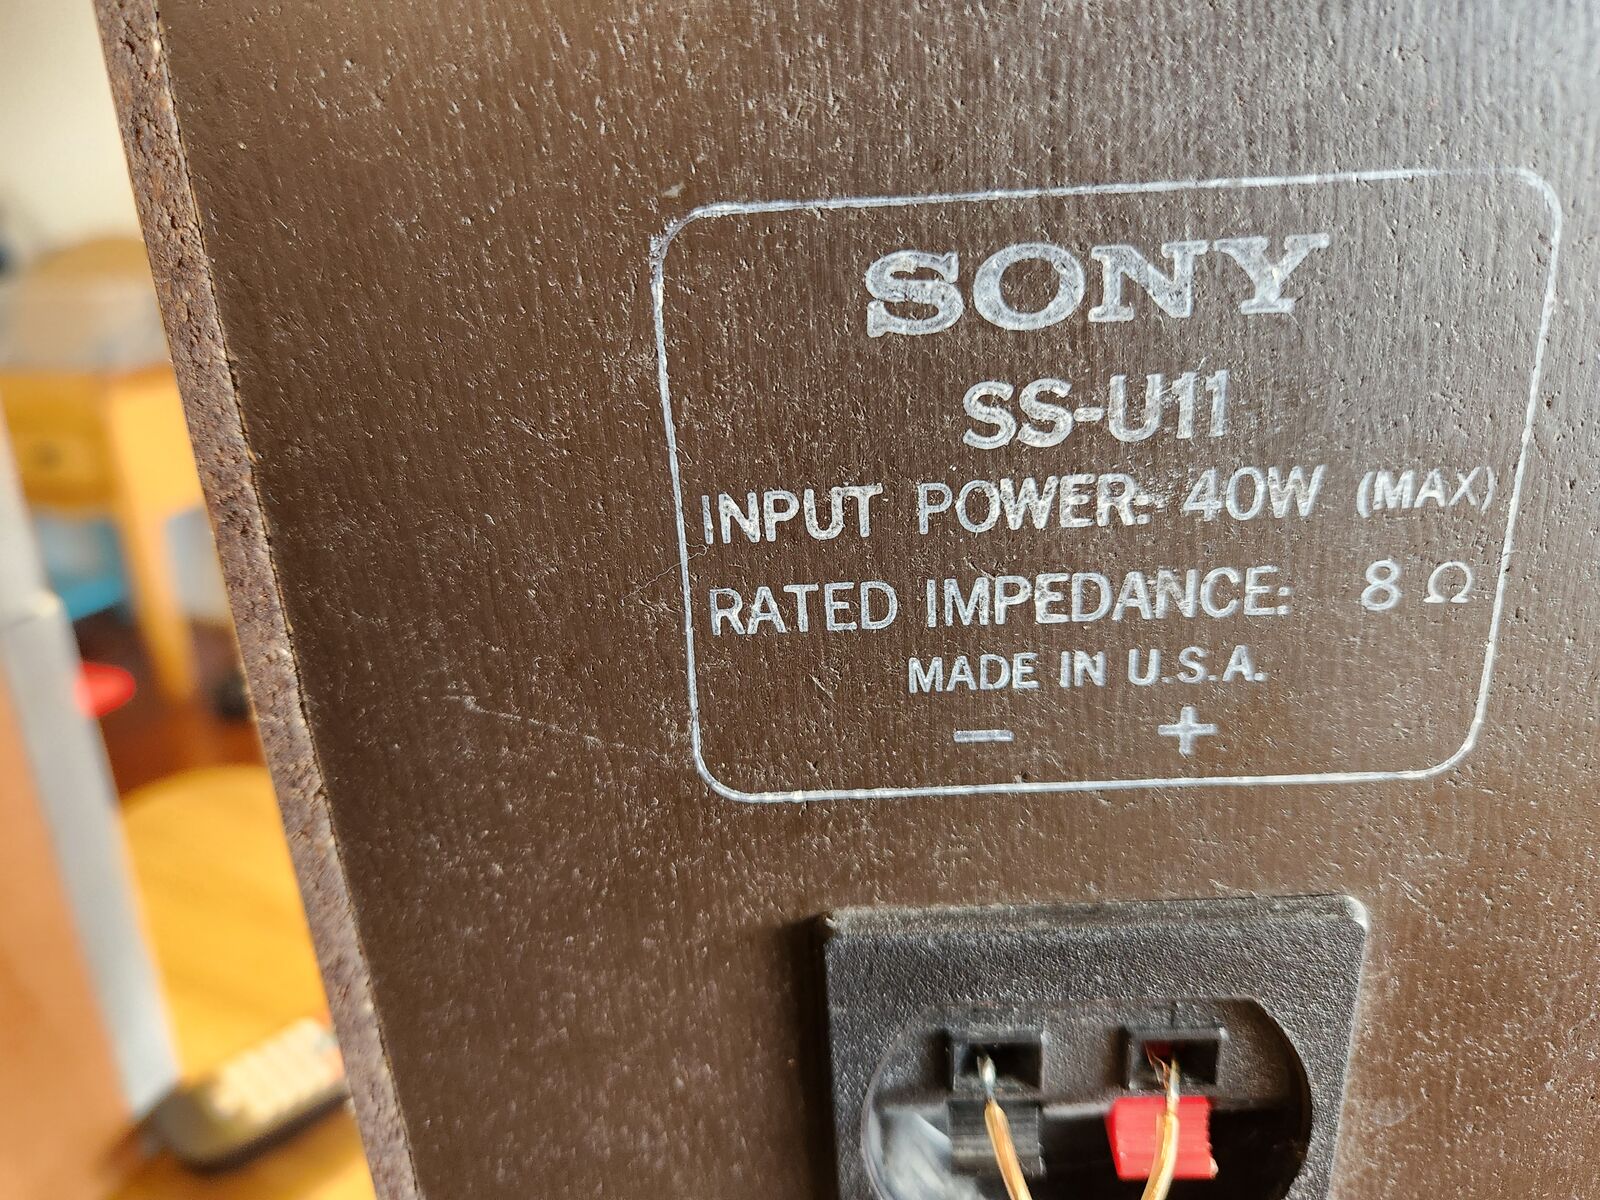 SONY
SS-U11
INPUT POWER: 40W (MAX)
RATED IMPEDANCE: 8 Ω
MADE IN U.S.A.
− +